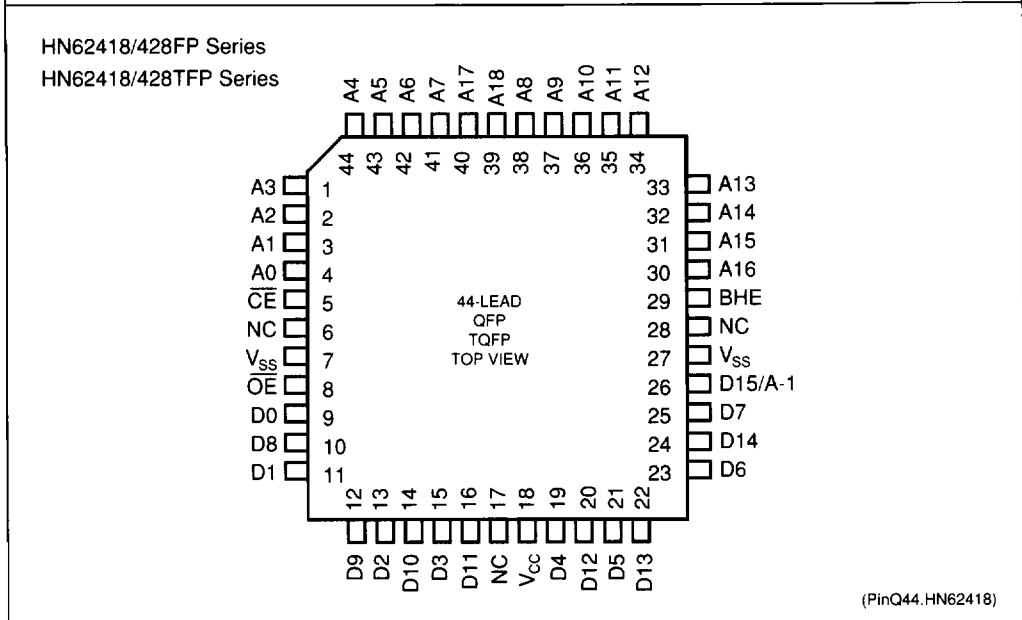 HN62418/428FP Series
HN62418/428TFP Series
A4 A5 A6 A7 A17 A18 A8 A9 A10 A11 A12
44 43 42 41 40 39 38 37 36 35 34
A3 1 33 A13
A2 2 32 A14
A1 3 31 A15
A0 4 30 A16
C̅E̅ 5 29 BHE
NC 6 28 NC
VSS 7 27 VSS
O̅E̅ 8 26 D15/A-1
D0 9 25 D7
D8 10 24 D14
D1 11 23 D6
44-LEAD
QFP
TQFP
TOP VIEW
12 13 14 15 16 17 18 19 20 21 22
D9 D2 D10 D3 D11 NC VCC D4 D12 D5 D13
(PinQ44.HN62418)